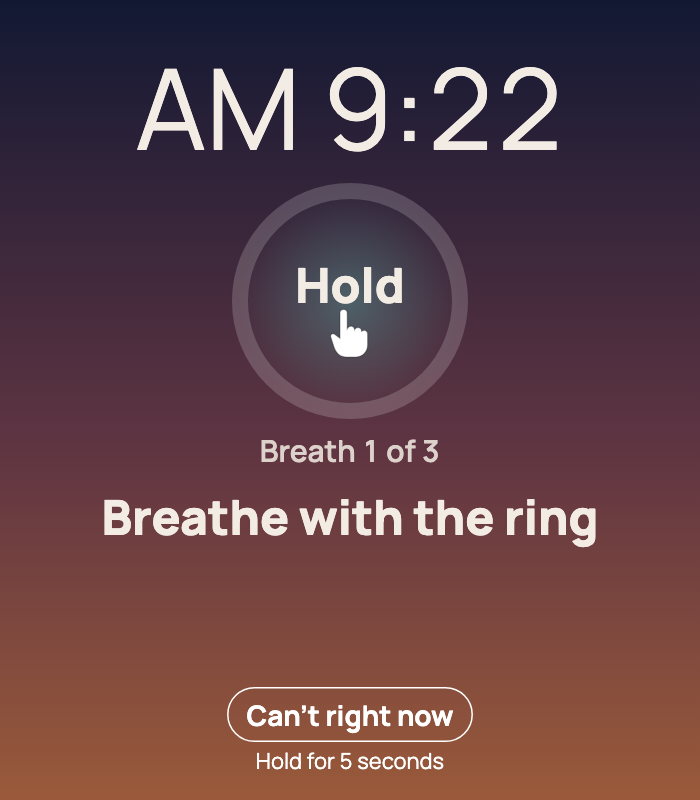 AM 9:22
Hold
Breath 1 of 3
Breathe with the ring
Can't right now
Hold for 5 seconds